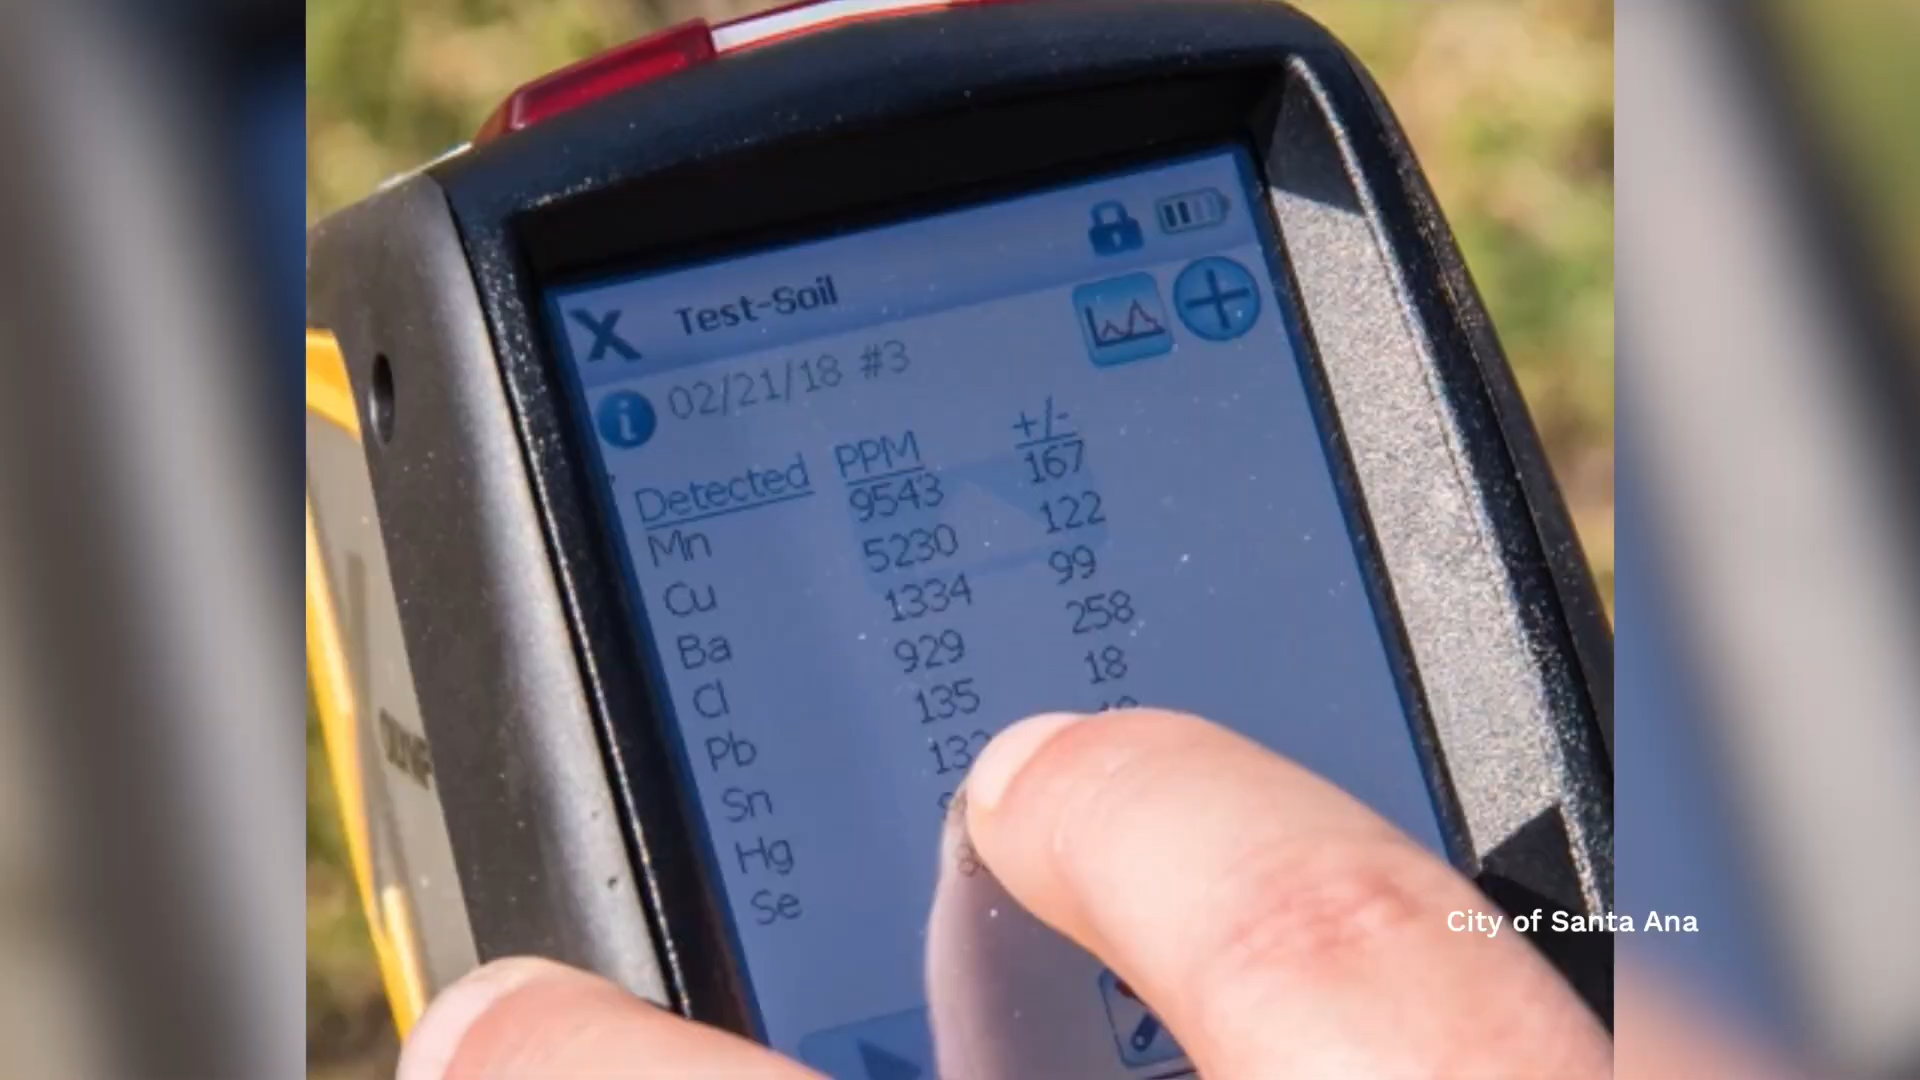 X Test-Soil
02/21/18 #3
Detected PPM +/-
Mn 9543 167
Cu 5230 122
Ba 1334 99
Cl 929 258
Pb 135 18
Sn
Hg
Se
City of Santa Ana